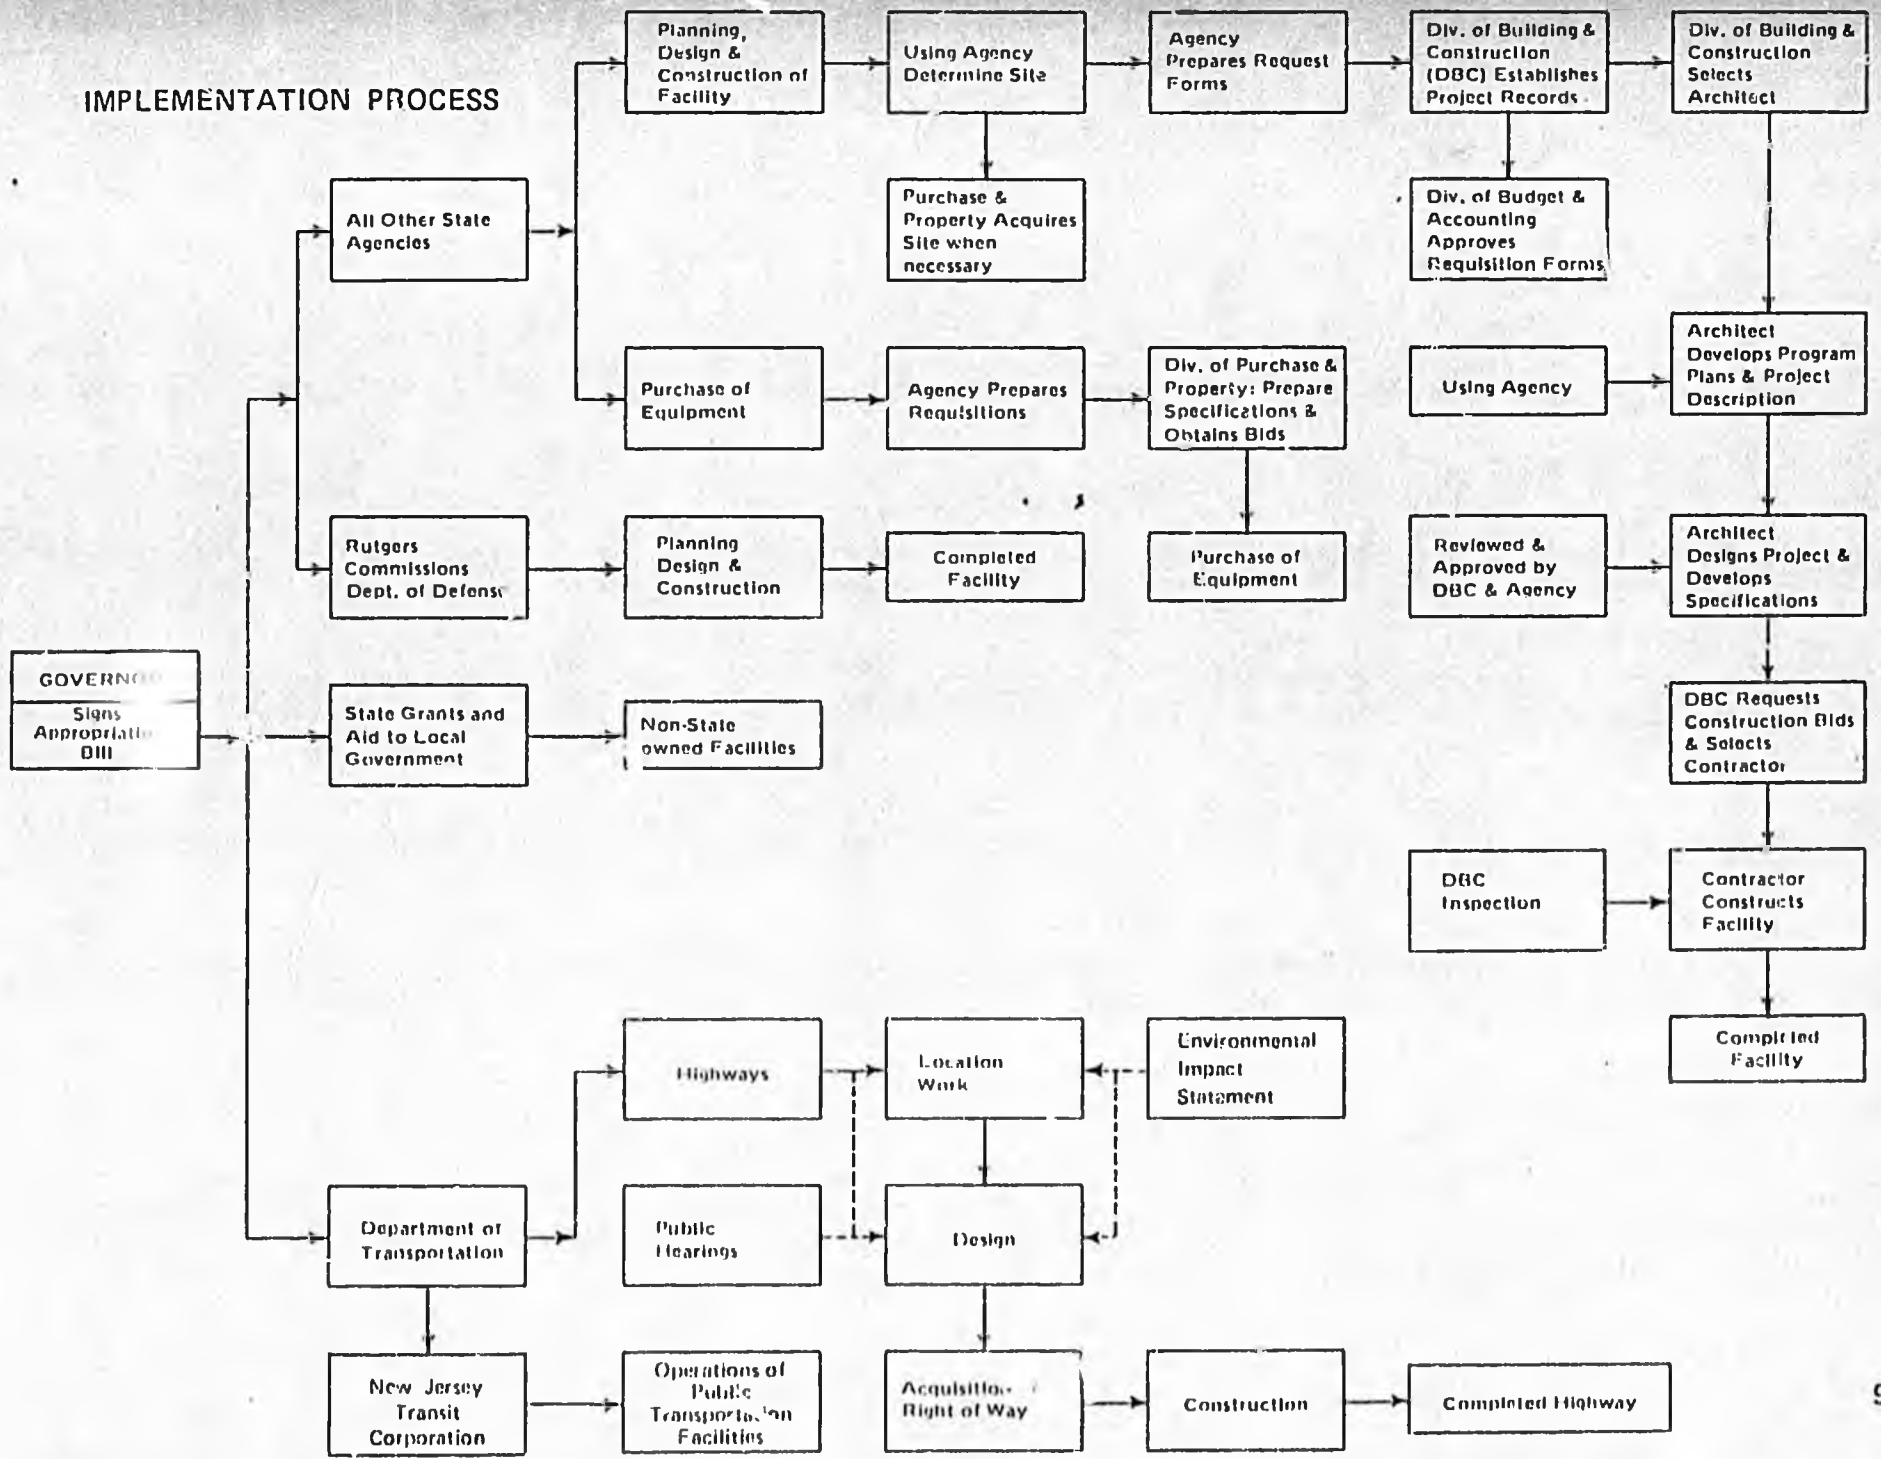 IMPLEMENTATION PROCESS
Planning,
Design &
Construction of
Facility
Using Agency
Determine Site
Agency
Prepares Request
Forms
Div. of Building &
Construction
(DBC) Establishes
Project Records
Div. of Building &
Construction
Selects
Architect
All Other State
Agencies
Purchase &
Property Acquires
Site when
necessary
Div. of Budget &
Accounting
Approves
Requisition Forms
Purchase of
Equipment
Agency Prepares
Requisitions
Div. of Purchase &
Property: Prepare
Specifications &
Obtains Bids
Using Agency
Architect
Develops Program
Plans & Project
Description
Rutgers
Commissions
Dept. of Defense
Planning
Design &
Construction
Completed
Facility
Purchase of
Equipment
Reviewed &
Approved by
DBC & Agency
Architect
Designs Project &
Develops
Specifications
GOVERNO
Signs
Appropriatio
Bill
State Grants and
Aid to Local
Government
Non-State
owned Facilities
DBC Requests
Construction Bids
& Selects
Contractor
DBC
Inspection
Contractor
Constructs
Facility
Completed
Facility
Highways
Location
Work
Environmental
Impact
Statement
Department of
Transportation
Public
Hearings
Design
New Jersey
Transit
Corporation
Operations of
Public
Transportation
Facilities
Acquisition-
Right of Way
Construction
Completed Highway
9